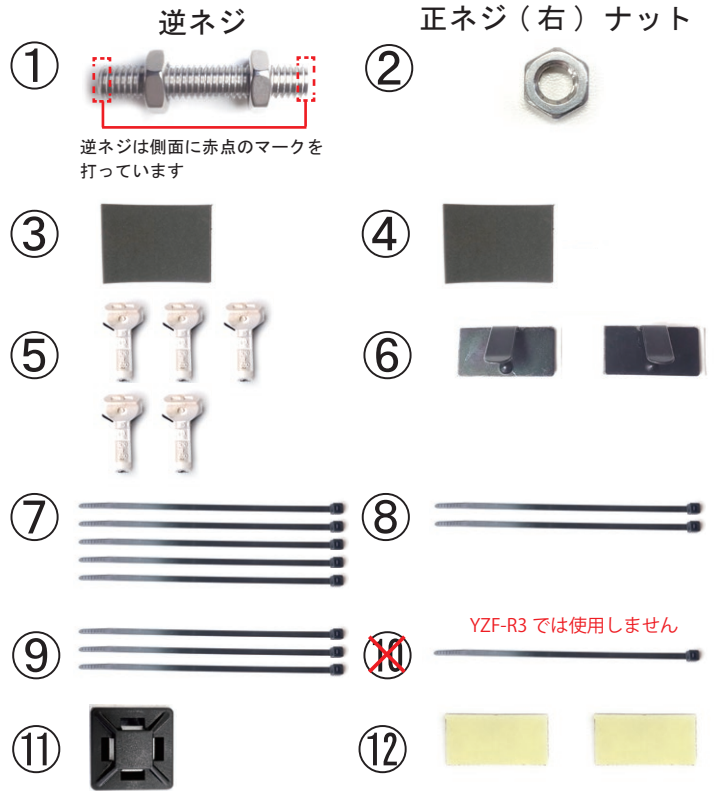 逆ネジ
正ネジ（右）ナット
①
②
逆ネジは側面に赤点のマークを
打っています
③
④
⑤
⑥
⑦
⑧
YZF-R3 では使用しません
⑨
⑩
⑪
⑫